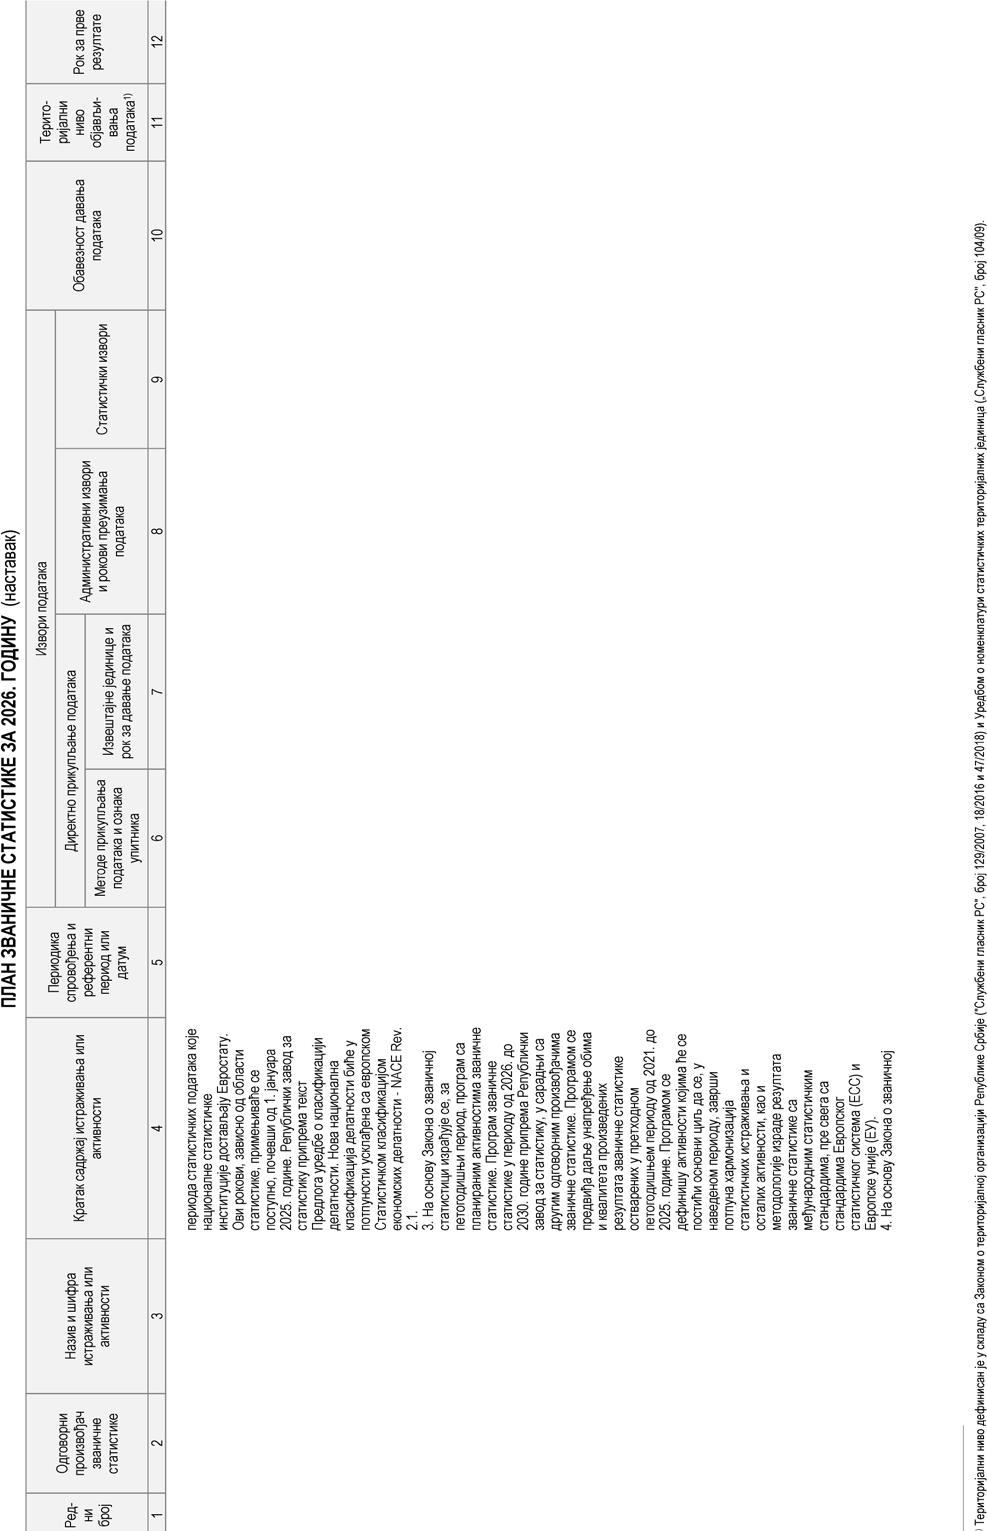 ПЛАН ЗВАНИЧНЕ СТАТИСТИКЕ ЗА 2026. ГОДИНУ (наставак)
Ред-
ни
број
Одговорни
произвођач
званичне
статистике
Назив и шифра
истраживања или
активности
Кратак садржај истраживања или
активности
Периодика
спровођења и
референтни
период или
датум
Извори података
Директно прикупљање података
Методе прикупљања
података и ознака
упитника
Извештајне јединице и
рок за давање података
Административни извори
и рокови преузимања
података
Статистички извори
Обавезност давања
података
Терито-
ријални
ниво
објављи-
вања
података1)
Рок за прве
резултате
1 2 3 4 5 6 7 8 9 10 11 12
периода статистичких података које
националне статистичке
институције достављају Евростату.
Ови рокови, зависно од области
статистике, примењиваће се
поступно, почевши од 1. јануара
2025. године. Републички завод за
статистику припрема текст
Предлога уредбе о класификацији
делатности. Нова национална
класификација делатности биће у
потпуности усклађена са европском
Статистичком класификацијом
економских делатности - NACE Rev.
2.1.
3. На основу Закона о званичној
статистици израђује се, за
петогодишњи период, програм са
планираним активностима званичне
статистике. Програм званичне
статистике у периоду од 2026. до
2030. године припрема Републички
завод за статистику, у сарадњи са
другим одговорним произвођачима
званичне статистике. Програмом се
предвиђа даље унапређење обима
и квалитета произведених
резултата званичне статистике
остварених у претходном
петогодишњем периоду од 2021. до
2025. године. Програмом се
дефинишу активности којима ће се
постићи основни циљ да се, у
наведеном периоду, заврши
потпуна хармонизација
статистичких истраживања и
осталих активности, као и
методологије израде резултата
званичне статистике са
међународним статистичким
стандардима, пре свега са
стандардима Европског
статистичког система (ЕСС) и
Европске уније (ЕУ).
4. На основу Закона о званичној
) Територијални ниво дефинисан је у складу са Законом о територијалној организацији Републике Србије ("Службени гласник РС", број 129/2007, 18/2016 и 47/2018) и Уредбом о номенклатури статистичких територијалних јединица („Службени гласник РС", број 104/09).